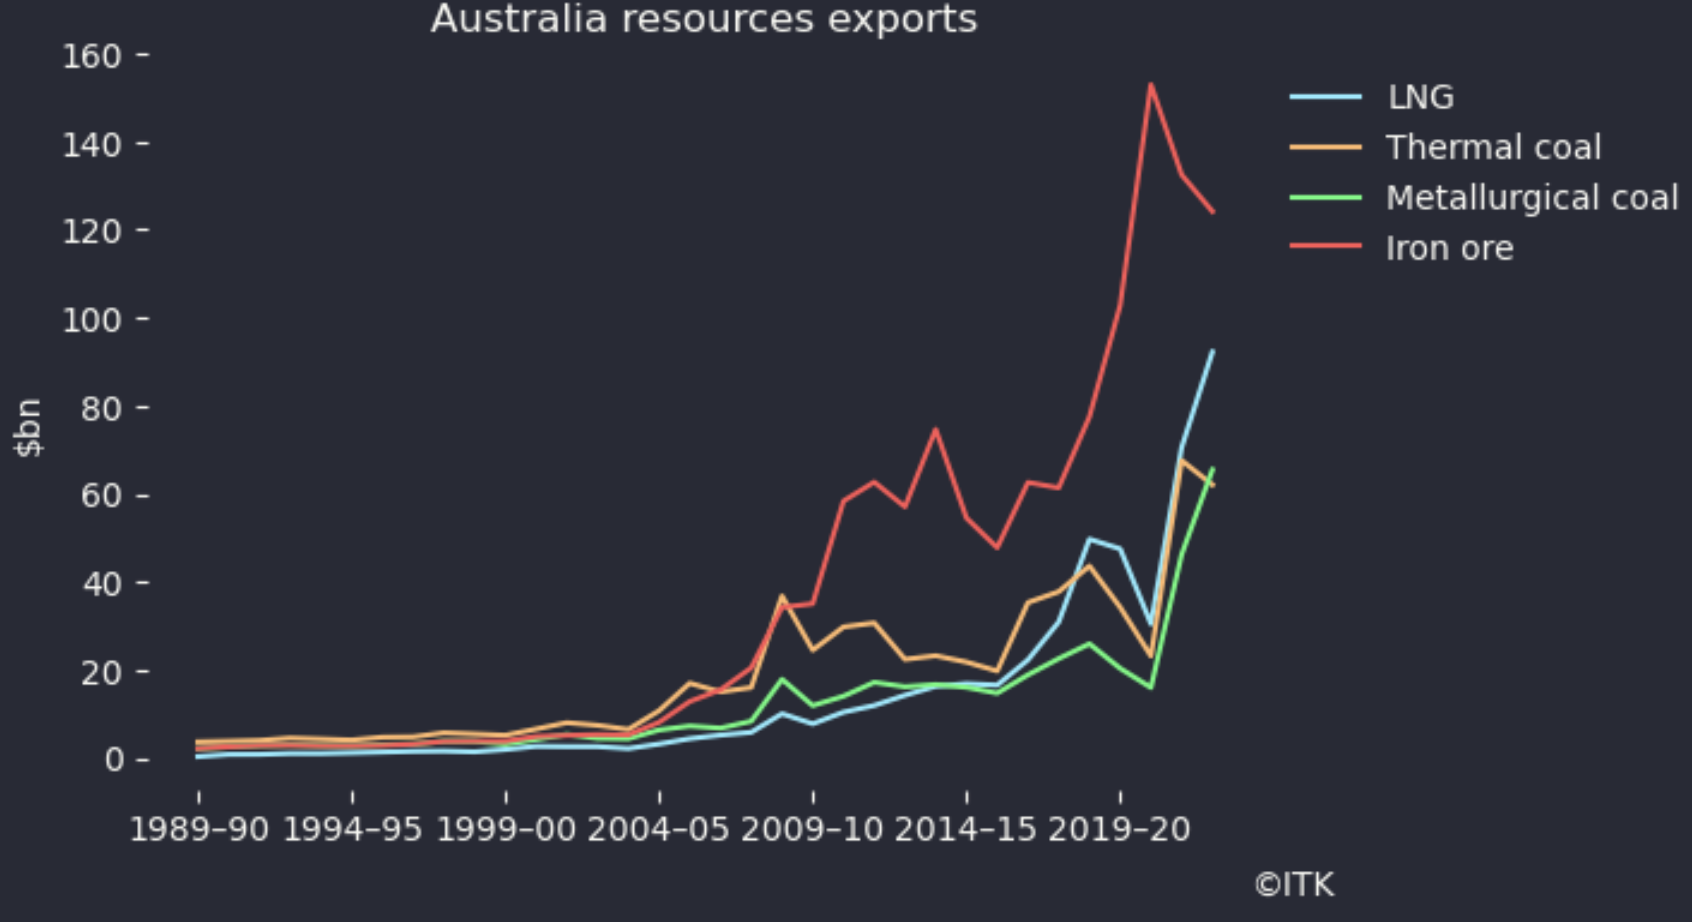 Australia resources exports
160
140
120
100
80
60
40
20
0
$bn
LNG
Thermal coal
Metallurgical coal
Iron ore
1989–90 1994–95 1999–00 2004–05 2009–10 2014–15 2019–20
©ITK